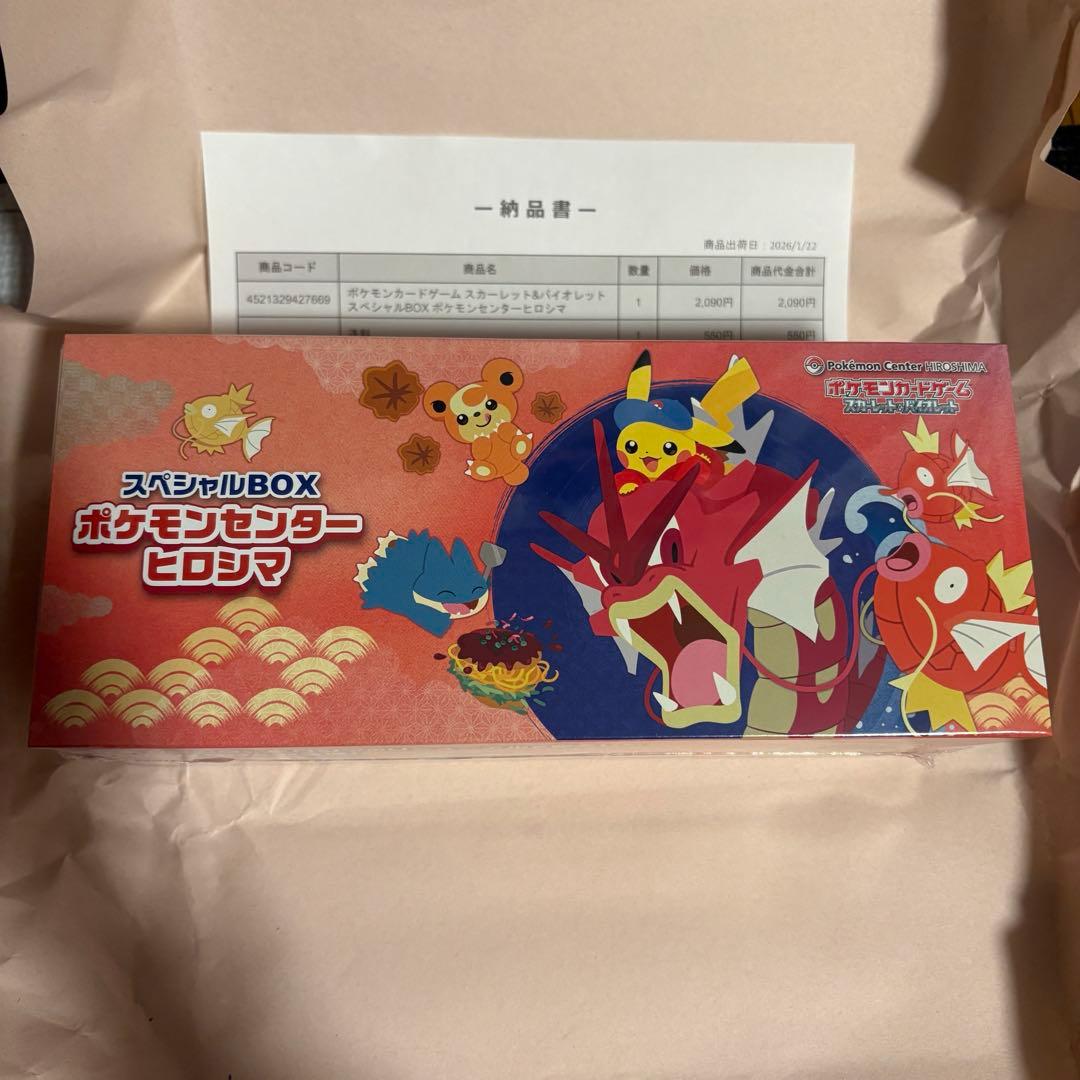 ー納品書ー
商品出荷日:2026/1/22
商品コード 商品名 数量 価格 商品代金合計
4521329427669 ポケモンカードゲーム スカーレット&バイオレット 1 2,090円 2,090円
スペシャルBOX ポケモンセンターヒロシマ
送料 1 550円 550円
Pokémon Center HIROSHIMA
ポケモンカードゲーム
スカーレット&バイオレット
スペシャルBOX
ポケモンセンター
ヒロシマ